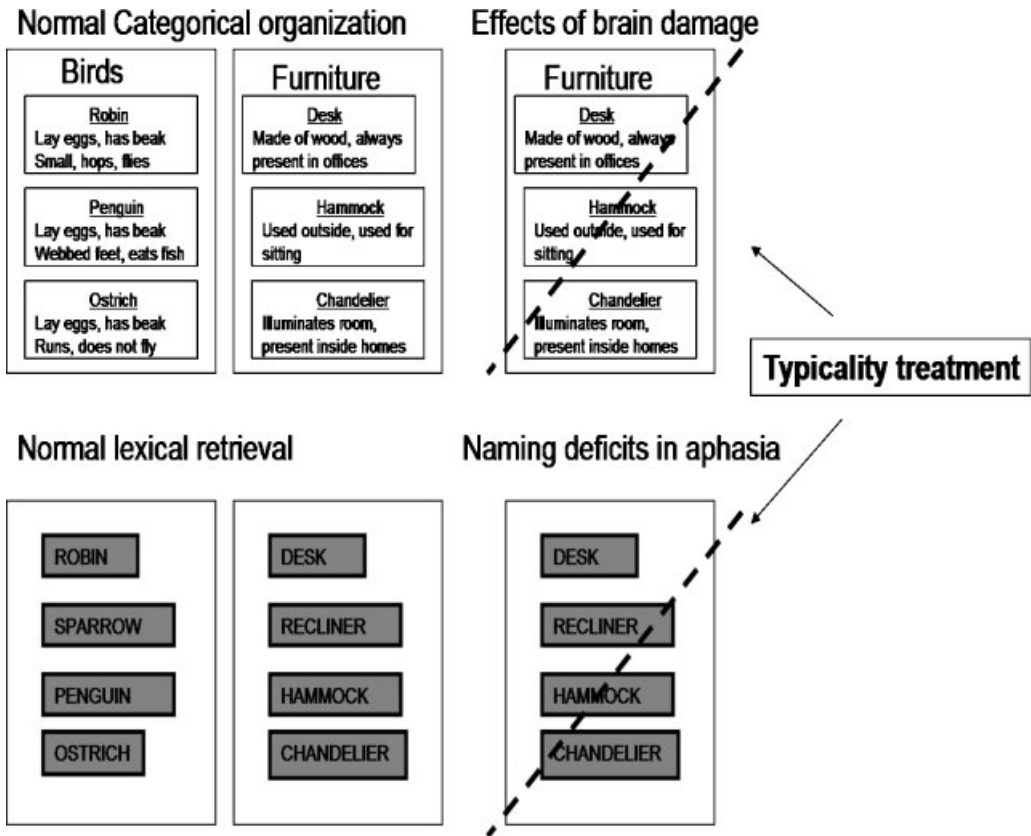 Normal Categorical organization
Effects of brain damage
Birds
Robin
Lay eggs, has beak
Small, hops, flies
Penguin
Lay eggs, has beak
Webbed feet, eats fish
Ostrich
Lay eggs, has beak
Runs, does not fly
Furniture
Desk
Made of wood, always
present in offices
Hammock
Used outside, used for
sitting
Chandelier
Illuminates room,
present inside homes
Furniture
Desk
Made of wood, always
present in offices
Hammock
Used outside, used for
sitting
Chandelier
Illuminates room,
present inside homes
Typicality treatment
Normal lexical retrieval
Naming deficits in aphasia
ROBIN
SPARROW
PENGUIN
OSTRICH
DESK
RECLINER
HAMMOCK
CHANDELIER
DESK
RECLINER
HAMMOCK
CHANDELIER